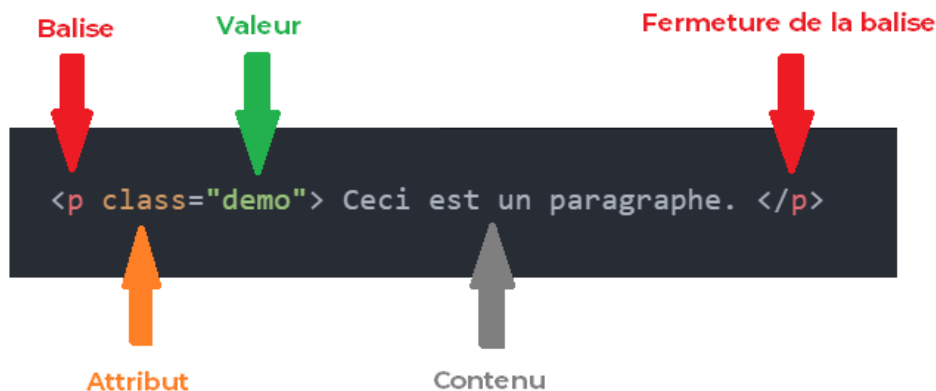 Balise Valeur Fermeture de la balise
<p class="demo"> Ceci est un paragraphe. </p>
Attribut Contenu